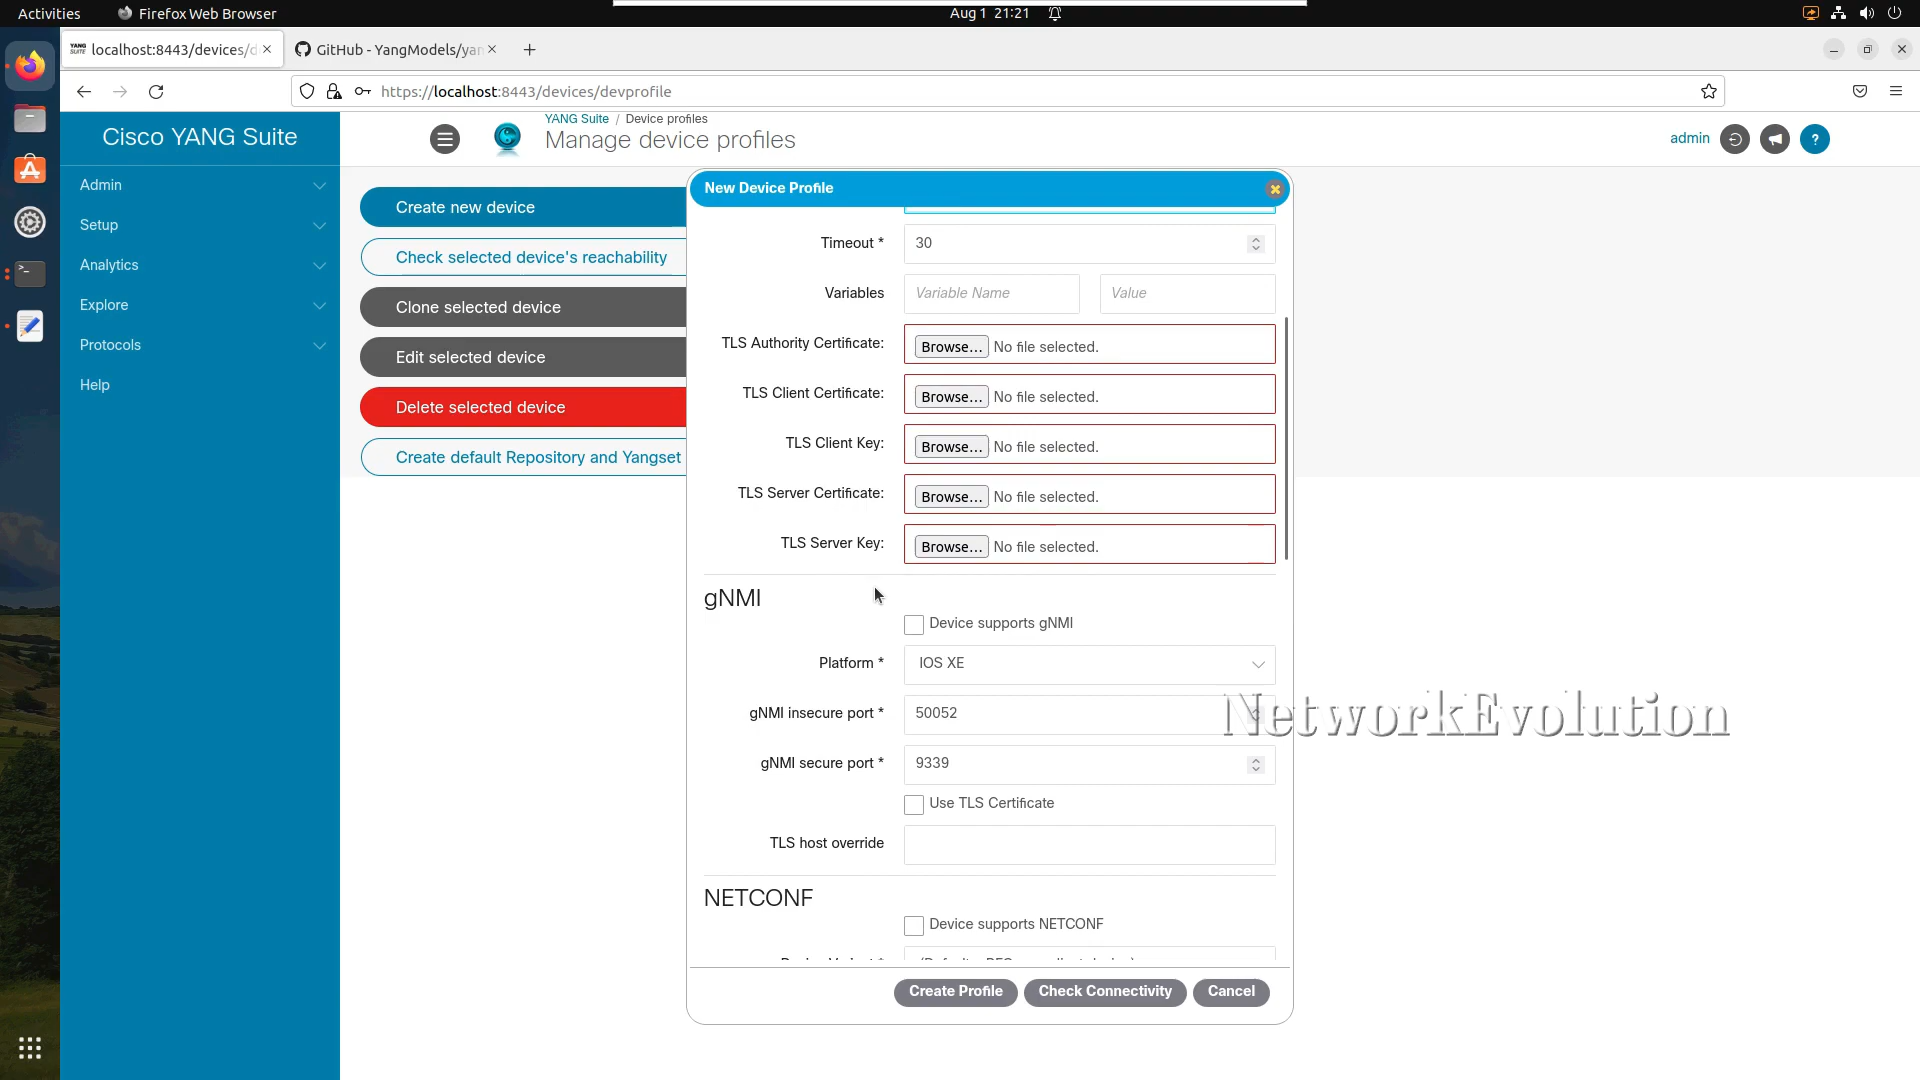 Activities
Firefox Web Browser
Aug 1 21:21
YANG SUITE
localhost:8443/devices/d
GitHub - YangModels/yan
https://localhost:8443/devices/devprofile
Cisco YANG Suite
YANG Suite / Device profiles
Manage device profiles
admin
?
Admin
Setup
Analytics
Explore
Protocols
Help
Create new device
Check selected device's reachability
Clone selected device
Edit selected device
Delete selected device
Create default Repository and Yangset
New Device Profile
Timeout * 30
Variables Variable Name Value
TLS Authority Certificate: Browse... No file selected.
TLS Client Certificate: Browse... No file selected.
TLS Client Key: Browse... No file selected.
TLS Server Certificate: Browse... No file selected.
TLS Server Key: Browse... No file selected.
gNMI
Device supports gNMI
Platform * IOS XE
gNMI insecure port * 50052
gNMI secure port * 9339
Use TLS Certificate
TLS host override
NETCONF
Device supports NETCONF
Create Profile
Check Connectivity
Cancel
NetworkEvolution